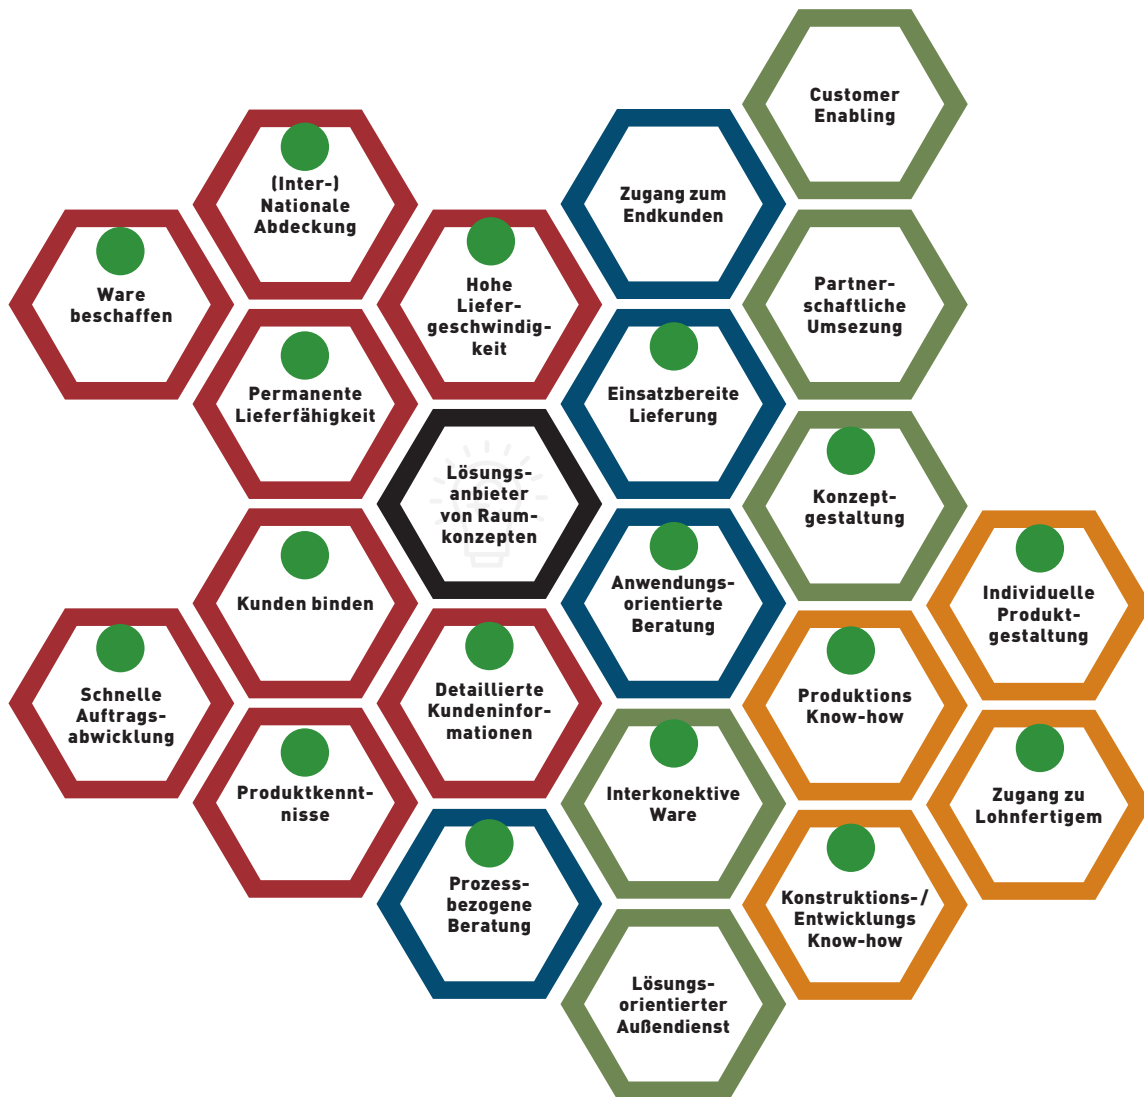 Customer
Enabling
(Inter-)
Nationale
Abdeckung
Zugang zum
Endkunden
Ware
beschaffen
Hohe
Liefer-
geschwindig-
keit
Partner-
schaftliche
Umsezung
Permanente
Lieferfähigkeit
Einsatzbereite
Lieferung
Lösungs-
anbieter
von Raum-
konzepten
Konzept-
gestaltung
Kunden binden
Anwendungs-
orientierte
Beratung
Individuelle
Produkt-
gestaltung
Schnelle
Auftrags-
abwicklung
Detaillierte
Kundeninfor-
mationen
Produktions
Know-how
Produktkennt-
nisse
Interkonektive
Ware
Zugang zu
Lohnfertigem
Prozess-
bezogene
Beratung
Konstruktions-/
Entwicklungs
Know-how
Lösungs-
orientierter
Außendienst